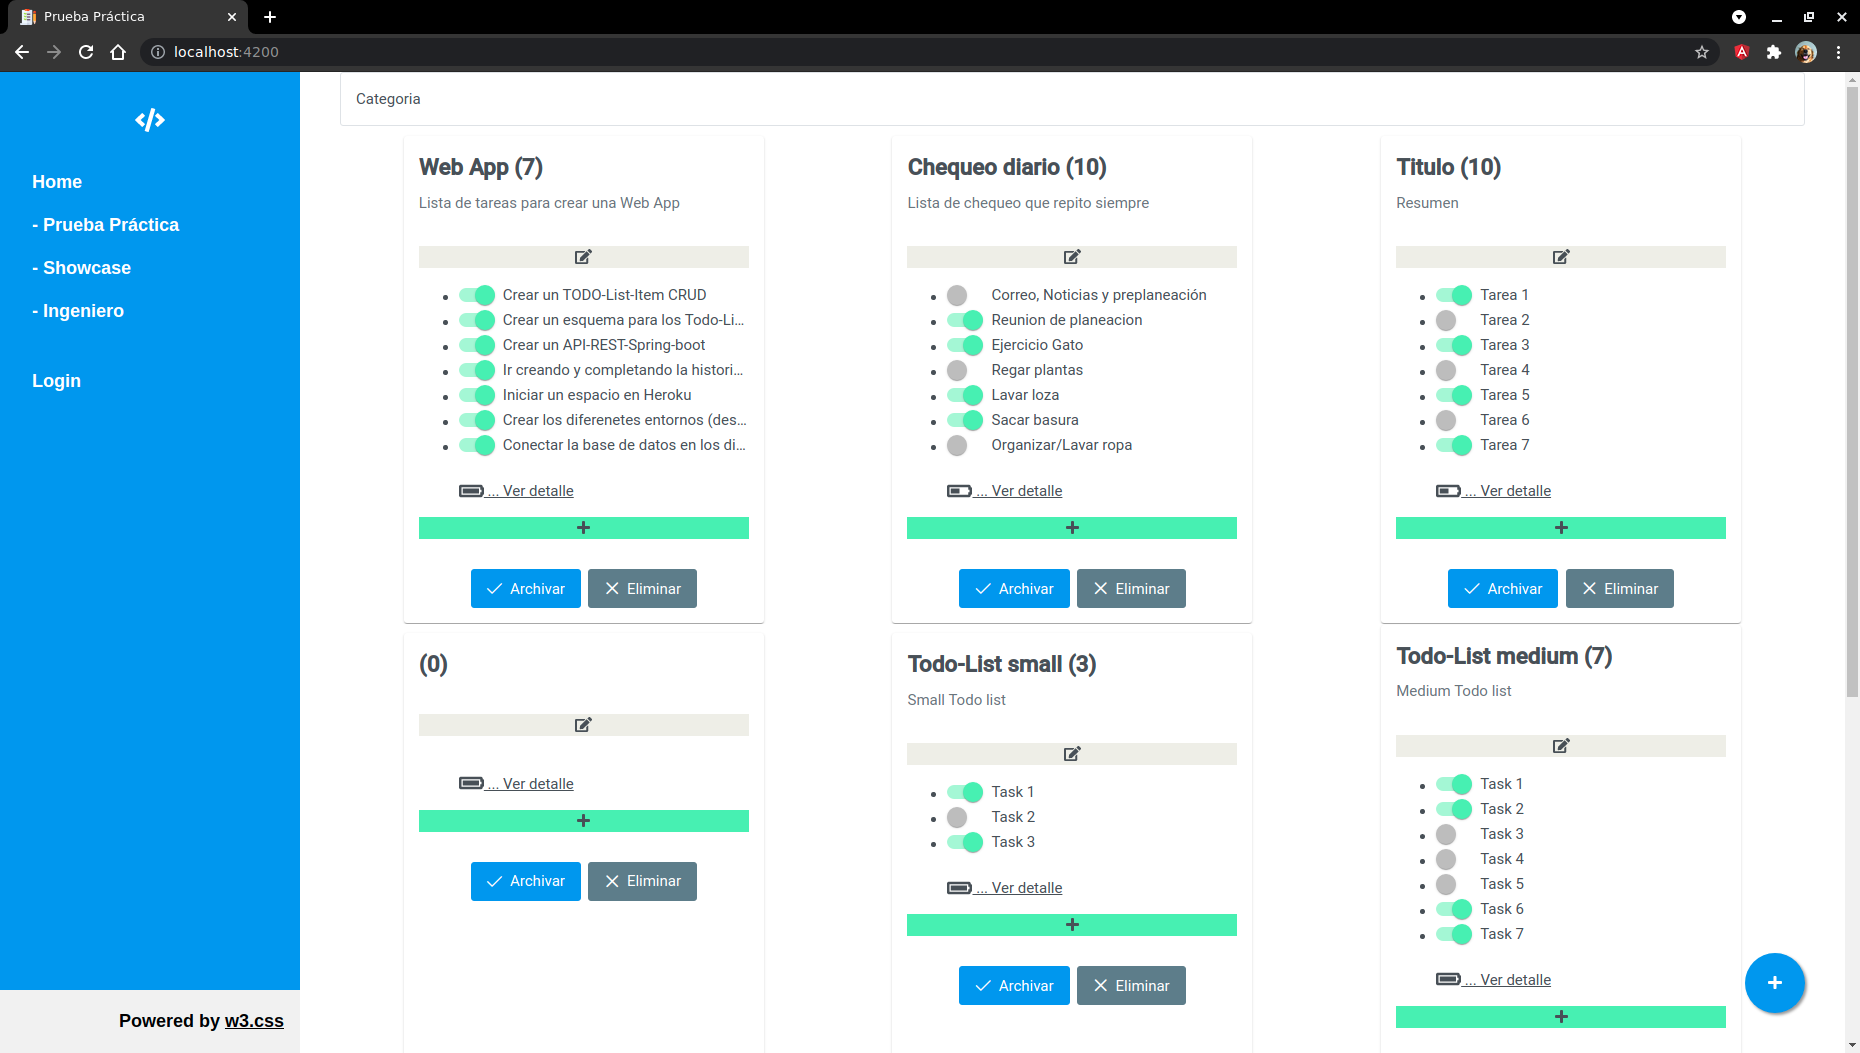 Prueba Práctica
localhost:4200
Home
- Prueba Práctica
- Showcase
- Ingeniero
Login
Powered by w3.css
Categoria
Web App (7)
Lista de tareas para crear una Web App
Crear un TODO-List-Item CRUD
Crear un esquema para los Todo-Li...
Crear un API-REST-Spring-boot
Ir creando y completando la histori...
Iniciar un espacio en Heroku
Crear los diferenetes entornos (des...
Conectar la base de datos en los di...
... Ver detalle
+
Archivar
Eliminar
Chequeo diario (10)
Lista de chequeo que repito siempre
Correo, Noticias y preplaneación
Reunion de planeacion
Ejercicio Gato
Regar plantas
Lavar loza
Sacar basura
Organizar/Lavar ropa
... Ver detalle
+
Archivar
Eliminar
Titulo (10)
Resumen
Tarea 1
Tarea 2
Tarea 3
Tarea 4
Tarea 5
Tarea 6
Tarea 7
... Ver detalle
+
Archivar
Eliminar
(0)
... Ver detalle
+
Archivar
Eliminar
Todo-List small (3)
Small Todo list
Task 1
Task 2
Task 3
... Ver detalle
+
Archivar
Eliminar
Todo-List medium (7)
Medium Todo list
Task 1
Task 2
Task 3
Task 4
Task 5
Task 6
Task 7
... Ver detalle
+
+